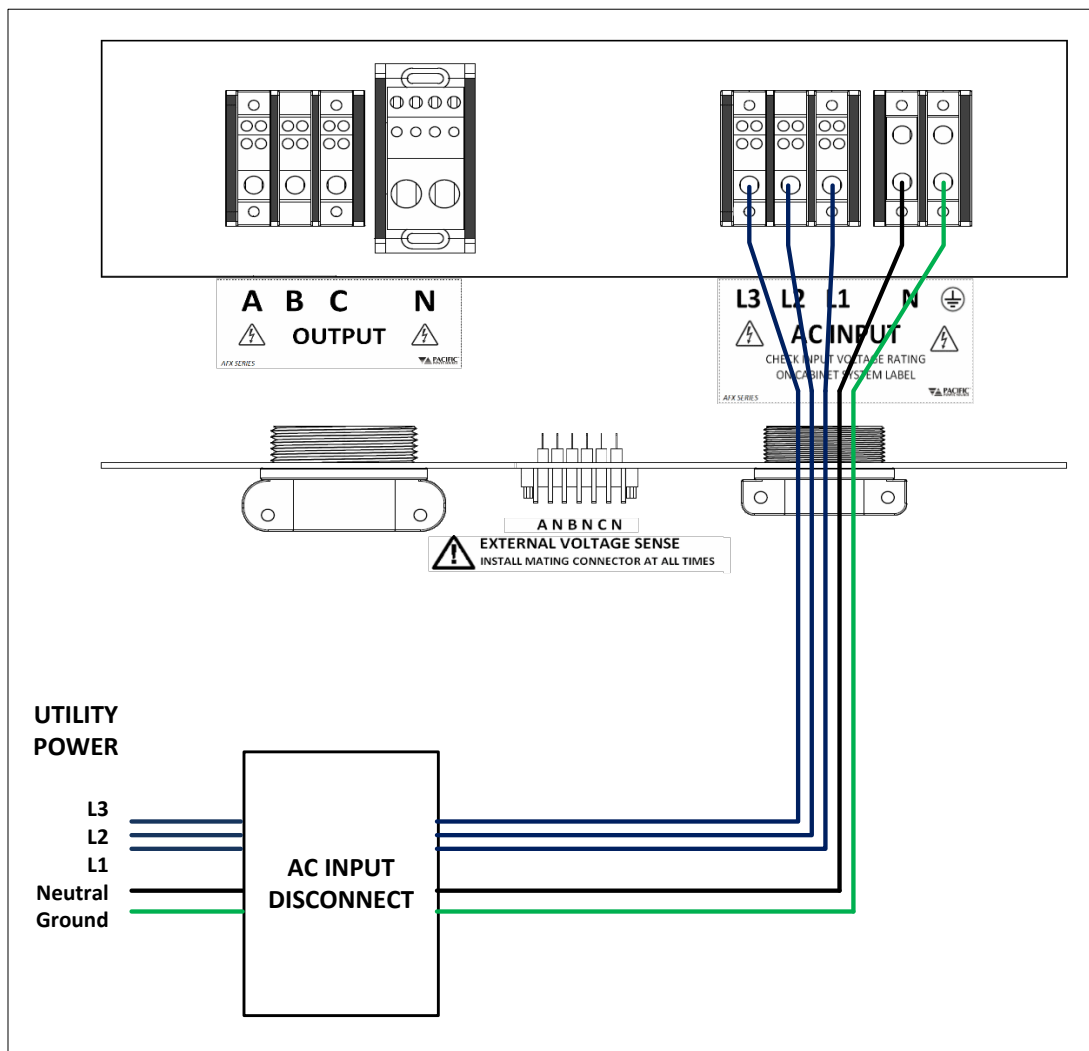 A B C N
OUTPUT
AFX SERIES
PACIFIC
L3 L2 L1 N
AC INPUT
CHECK INPUT VOLTAGE RATING
ON CABINET SYSTEM LABEL
AFX SERIES
PACIFIC
A N B N C N
EXTERNAL VOLTAGE SENSE
INSTALL MATING CONNECTOR AT ALL TIMES
UTILITY
POWER
L3
L2
L1
Neutral
Ground
AC INPUT
DISCONNECT